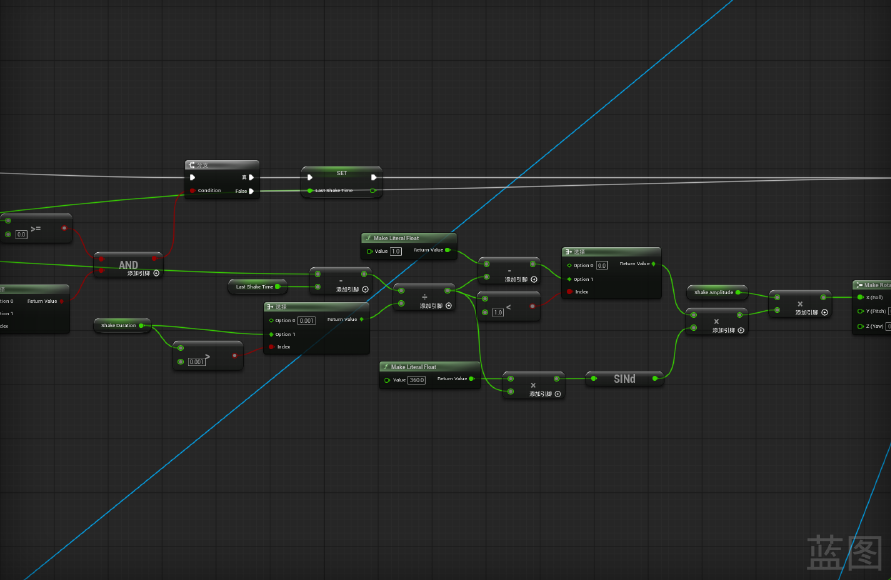 分支
真
Condition
False
SET
Last Shake Time
>=
0.0
AND
添加引脚
Return Value
Option 1
Index
Make Literal Float
Value 1.0
Return Value
-
添加引脚
Last Shake Time
-
添加引脚
÷
添加引脚
<
1.0
选择
Option 0 0.0
Return Value
Option 1
Index
Shake Amplitude
×
添加引脚
×
添加引脚
X (Roll)
Y (Pitch)
Z (Yaw)
Shake Duration
选择
Option 0 0.001
Return Value
Option 1
Index
>
0.001
Make Literal Float
Value 360.0
Return Value
×
添加引脚
SINd
蓝图